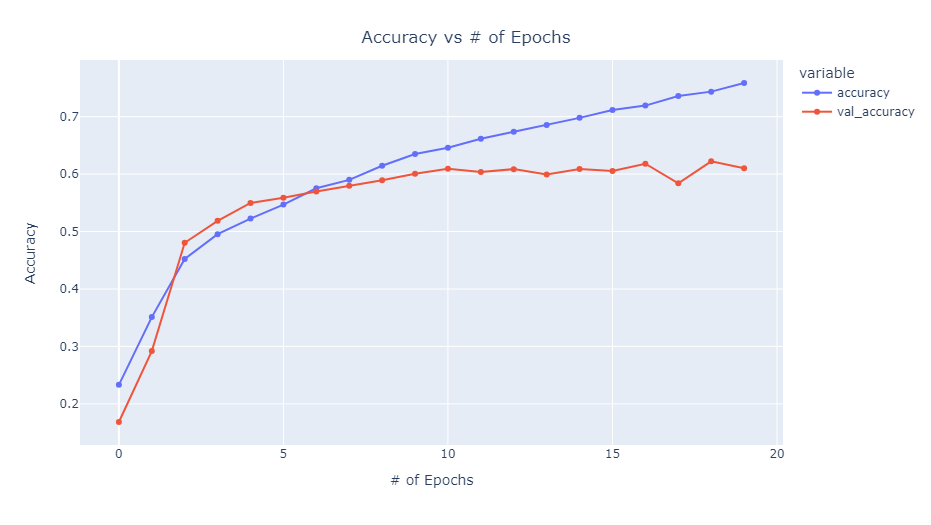 Accuracy vs # of Epochs
variable
accuracy
val_accuracy
0.7
0.6
0.5
0.4
0.3
0.2
Accuracy
0 5 10 15 20
# of Epochs